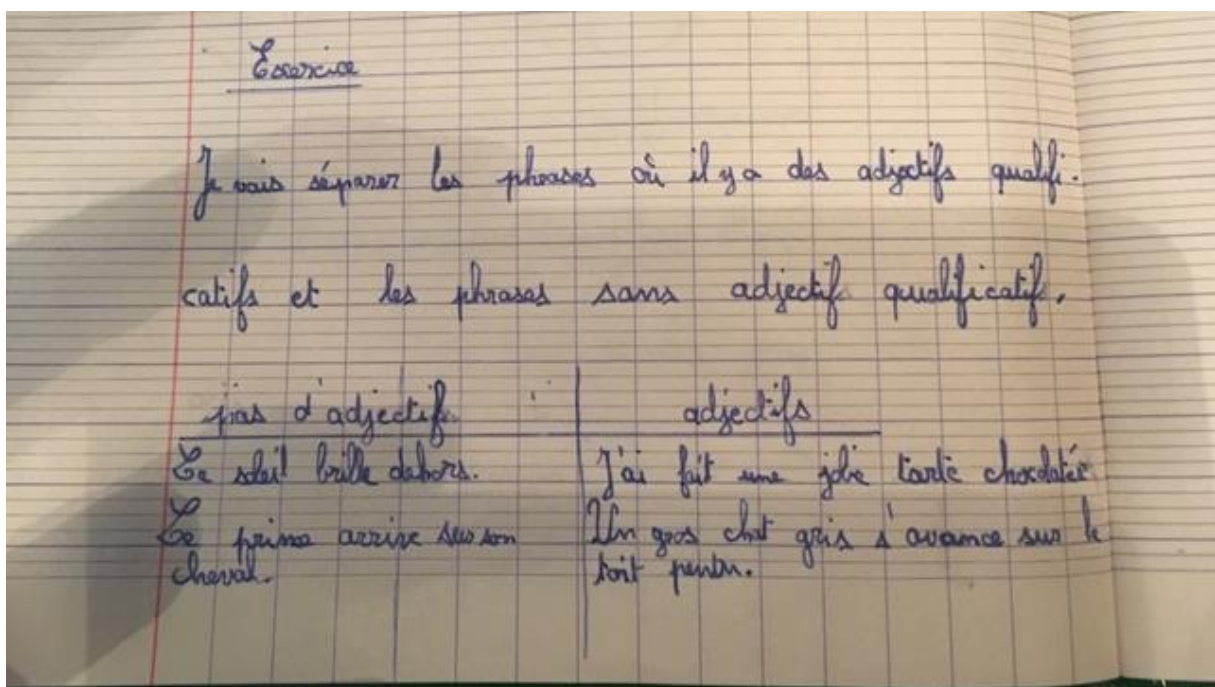 Exercice
Je vais séparer les phrases où il y a des adjectifs qualifi-
catifs et les phrases sans adjectif qualificatif.
pas d'adjectif adjectifs
Le soleil brille dehors. J'ai fait une jolie tarte chocolatée
Le prince arrive sur son Un gros chat gris s'avance sur le
cheval. toit pentu.